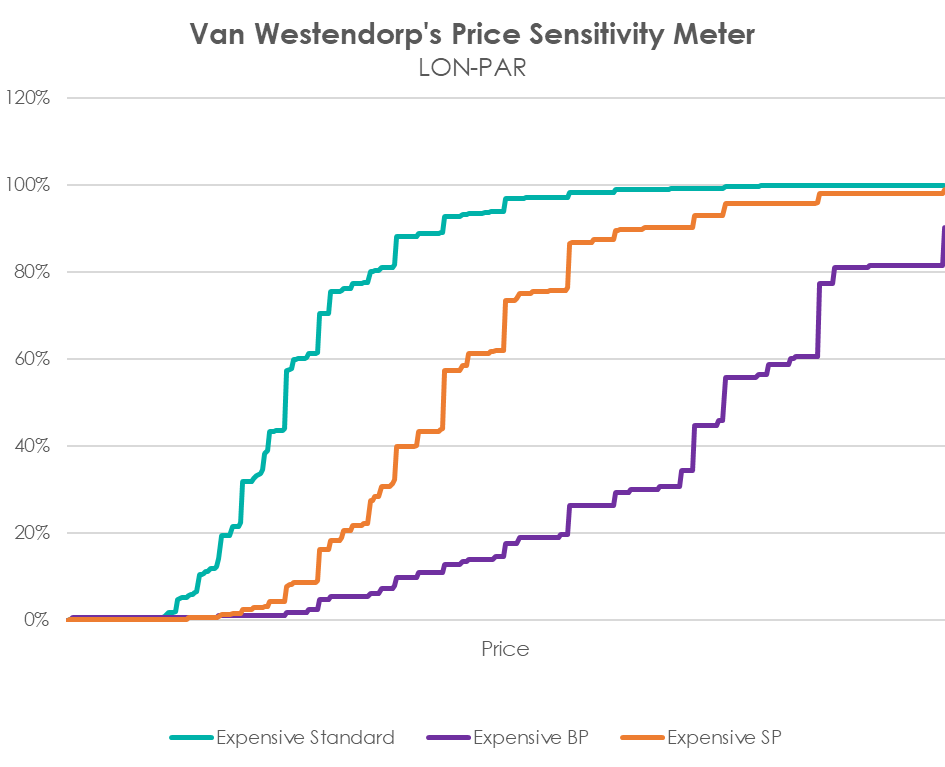 Van Westendorp's Price Sensitivity Meter
LON-PAR
120%
100%
80%
60%
40%
20%
0%
Price
Expensive Standard
Expensive BP
Expensive SP